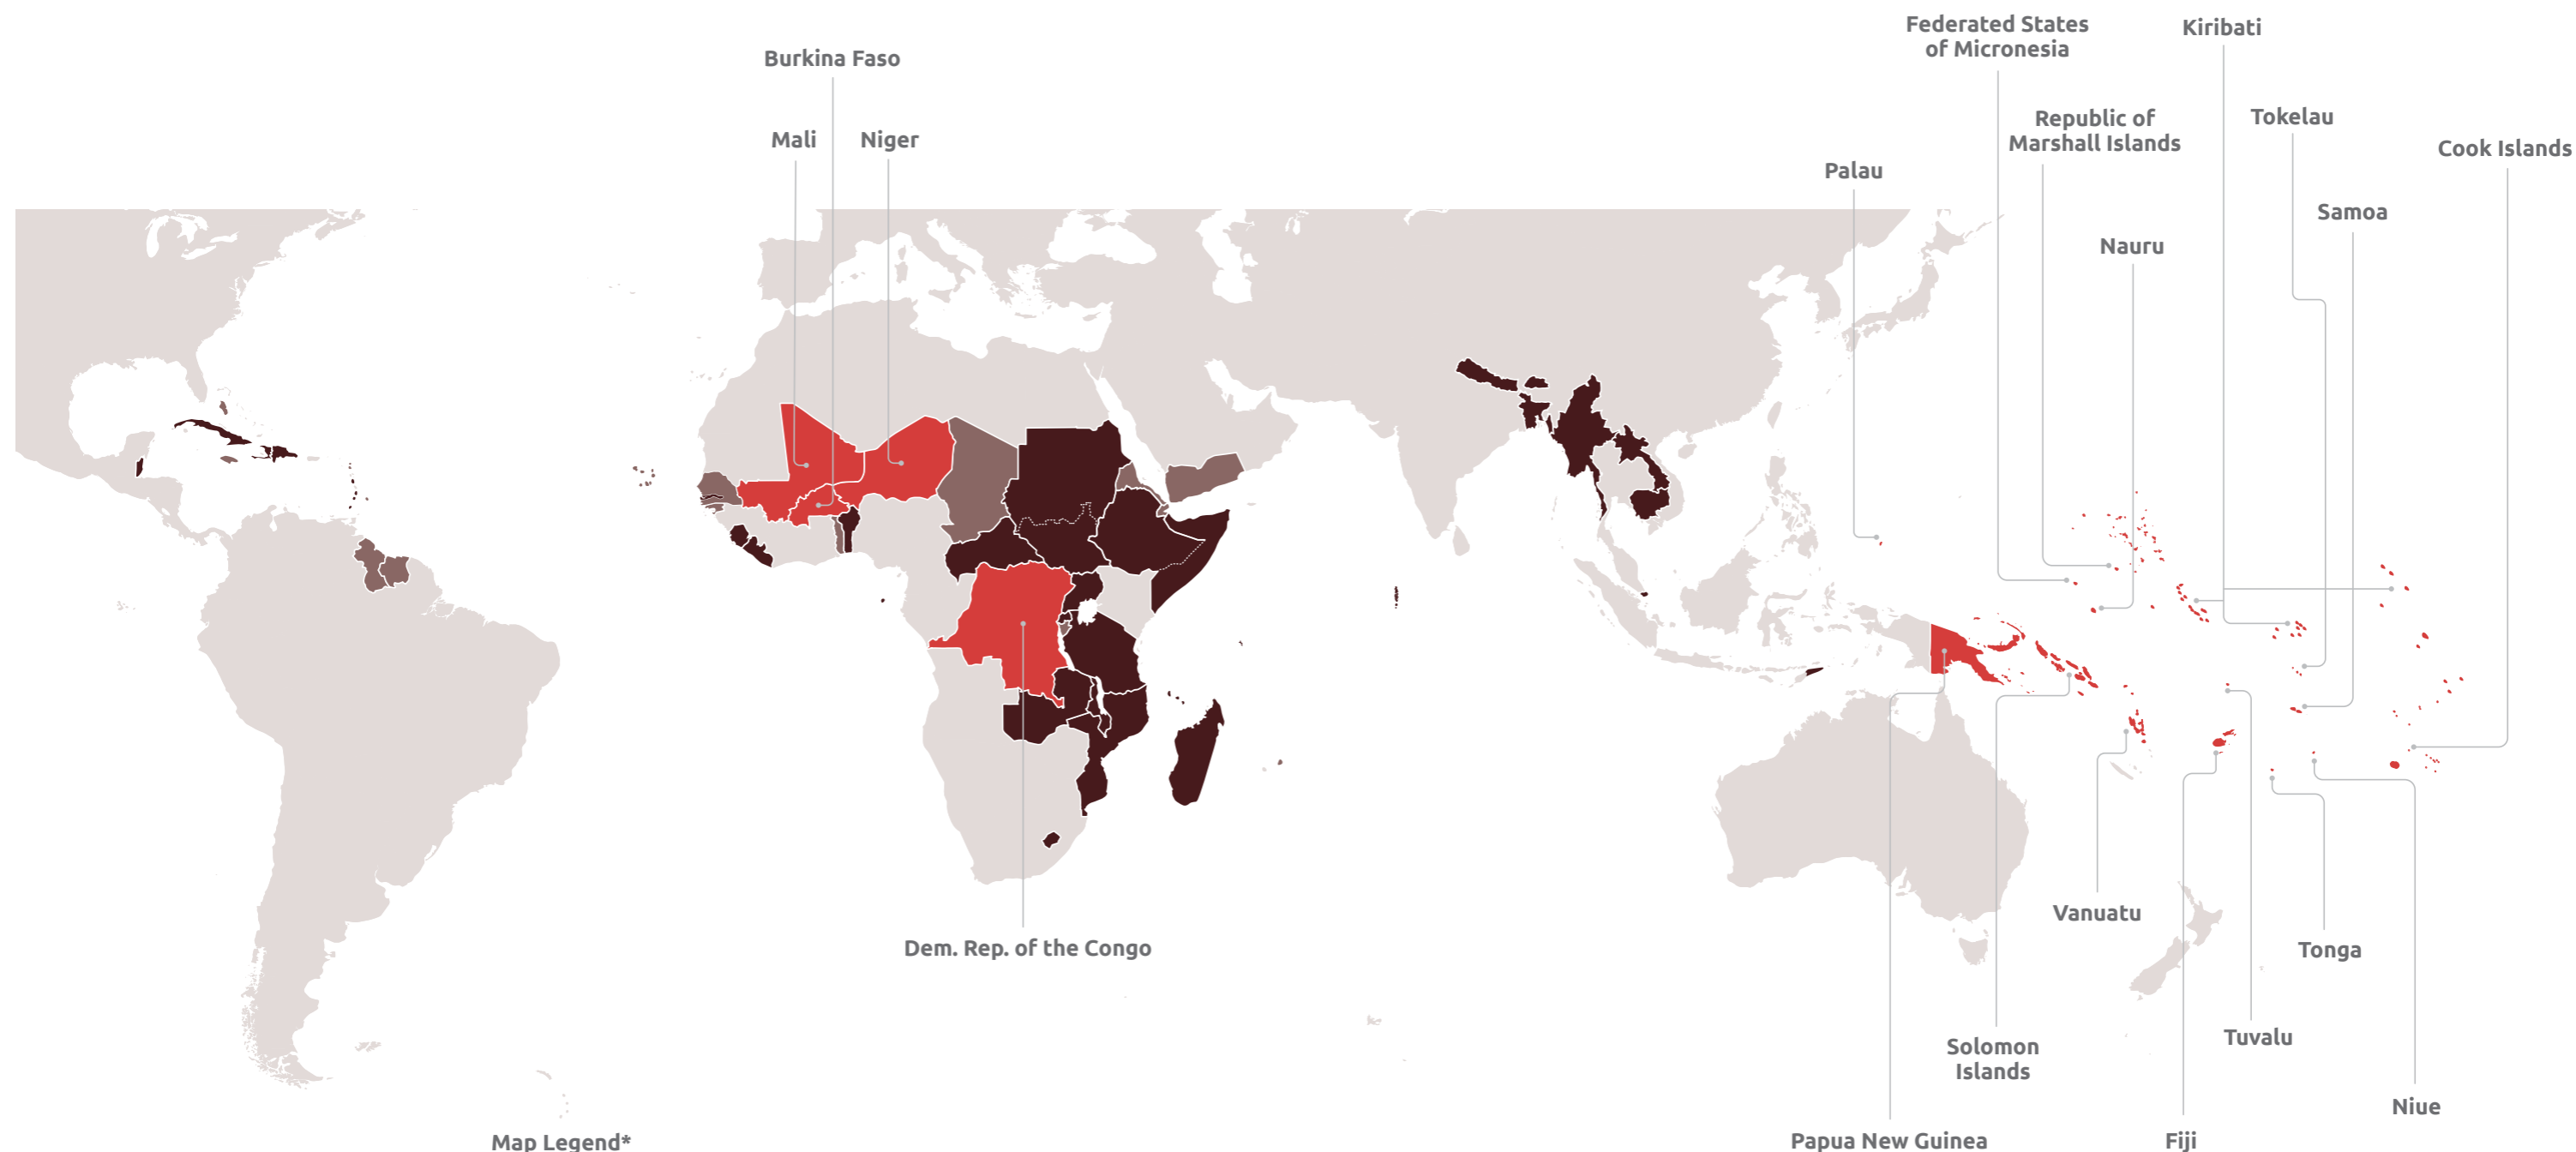 Federated States
of Micronesia
Kiribati
Burkina Faso
Republic of
Marshall Islands
Tokelau
Mali
Niger
Cook Islands
Palau
Samoa
Nauru
Vanuatu
Dem. Rep. of the Congo
Tonga
Tuvalu
Solomon
Islands
Niue
Map Legend*
Papua New Guinea
Fiji